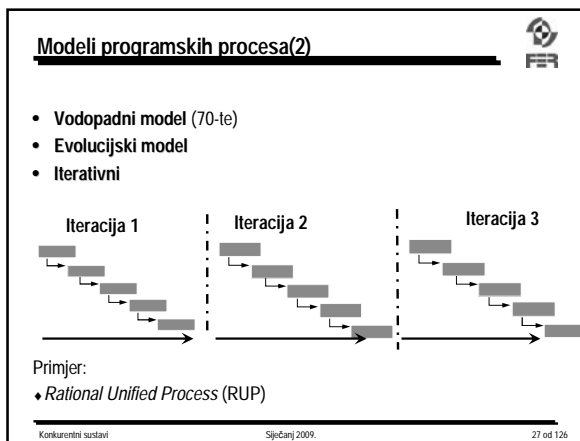 Modeli programskih procesa(2)
FER
• Vodopadni model (70-te)
• Evolucijski model
• Iterativni
Iteracija 1
Iteracija 2
Iteracija 3
Primjer:
♦ Rational Unified Process (RUP)
Konkurentni sustavi
Siječanj 2009.
27 od 126